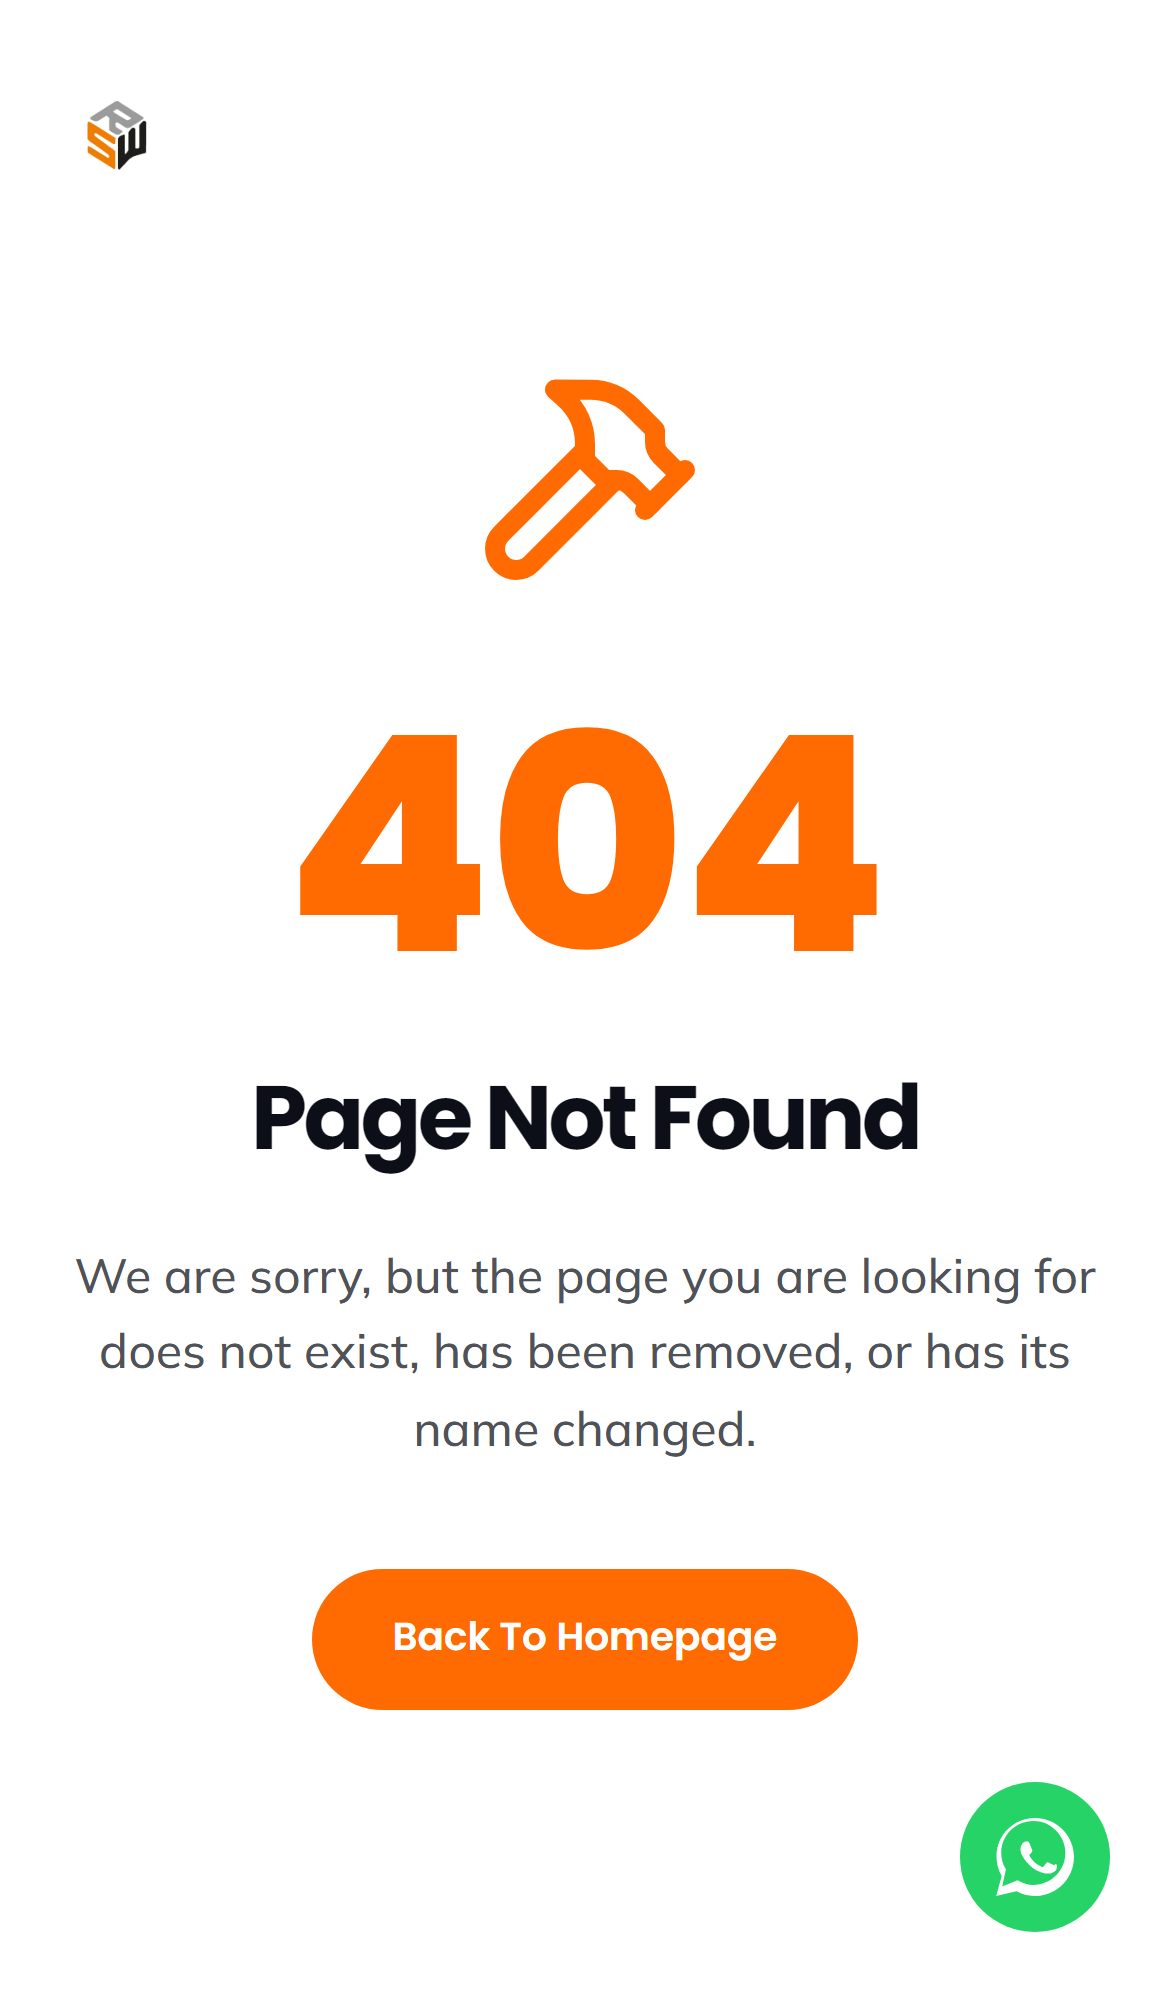 RSW
404
Page Not Found
We are sorry, but the page you are looking for
does not exist, has been removed, or has its
name changed.
Back To Homepage